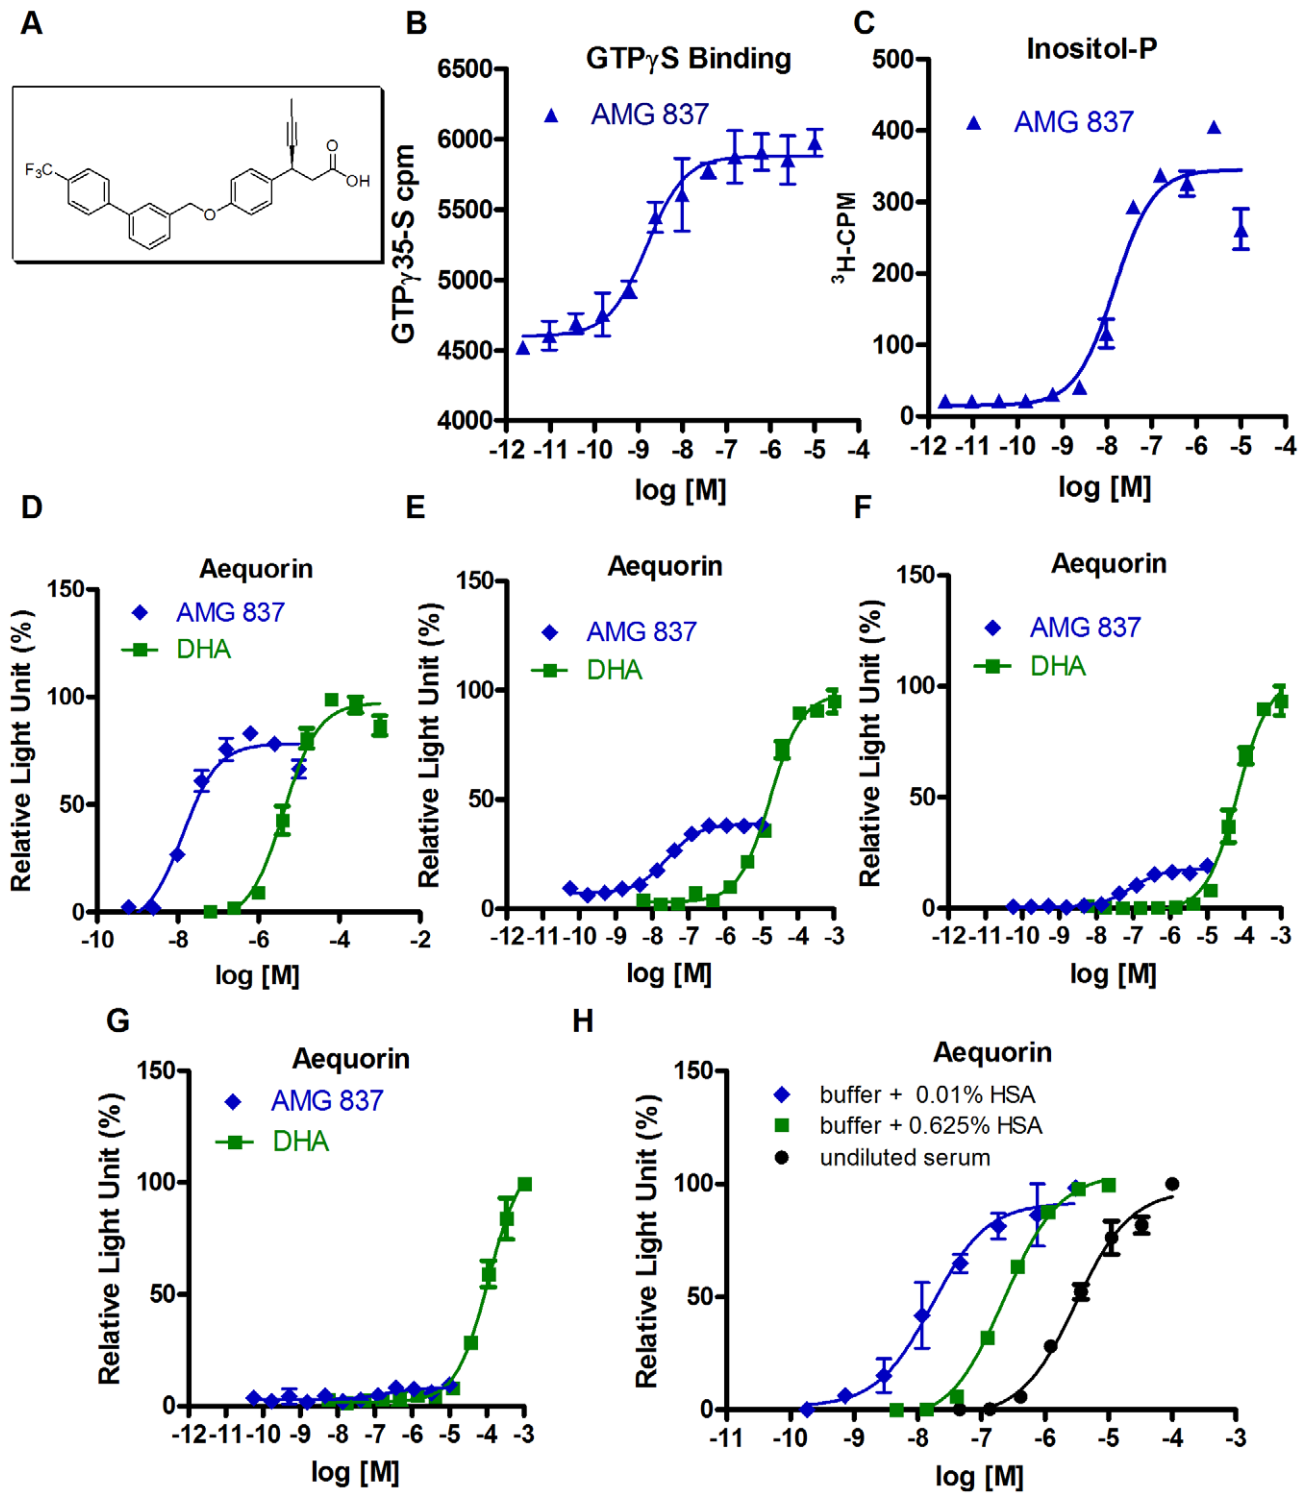 A
F3C
O
O
OH
B
GTPγS Binding
AMG 837
GTPγ35-S cpm
6500
6000
5500
5000
4500
4000
-12 -11 -10 -9 -8 -7 -6 -5 -4
log [M]
C
Inositol-P
AMG 837
3H-CPM
500
400
300
200
100
0
-12 -11 -10 -9 -8 -7 -6 -5 -4
log [M]
D
Aequorin
AMG 837
DHA
Relative Light Unit (%)
150
100
50
0
-10 -8 -6 -4 -2
log [M]
E
Aequorin
AMG 837
DHA
Relative Light Unit (%)
150
100
50
0
-12 -11 -10 -9 -8 -7 -6 -5 -4 -3
log [M]
F
Aequorin
AMG 837
DHA
Relative Light Unit (%)
150
100
50
0
-12 -11 -10 -9 -8 -7 -6 -5 -4 -3
log [M]
G
Aequorin
AMG 837
DHA
Relative Light Unit (%)
150
100
50
0
-12 -11 -10 -9 -8 -7 -6 -5 -4 -3
log [M]
H
Aequorin
buffer + 0.01% HSA
buffer + 0.625% HSA
undiluted serum
Relative Light Unit (%)
150
100
50
0
-11 -10 -9 -8 -7 -6 -5 -4 -3
log [M]